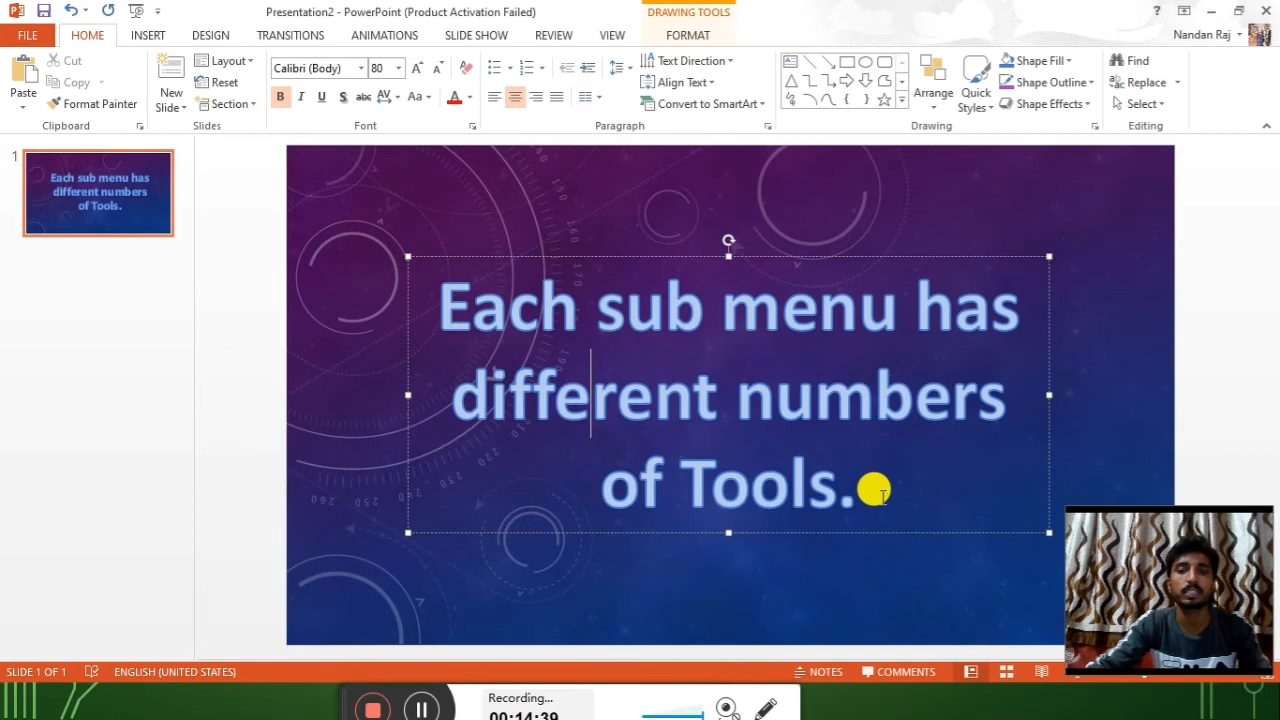 Presentation2 - PowerPoint (Product Activation Failed)
DRAWING TOOLS
FILE HOME INSERT DESIGN TRANSITIONS ANIMATIONS SLIDE SHOW REVIEW VIEW FORMAT
Nandan Raj
Paste
Cut
Copy
Format Painter
Clipboard
New
Slide
Layout
Reset
Section
Slides
Calibri (Body) 80
B I U S abc AV Aa A
Font
Text Direction
Align Text
Convert to SmartArt
Paragraph
Arrange
Quick
Styles
Shape Fill
Shape Outline
Shape Effects
Drawing
Find
Replace
Select
Editing
1
Each sub menu has
different numbers
of Tools.
Each sub menu has
different numbers
of Tools.
SLIDE 1 OF 1 ENGLISH (UNITED STATES) NOTES COMMENTS
Recording...
00:14:39